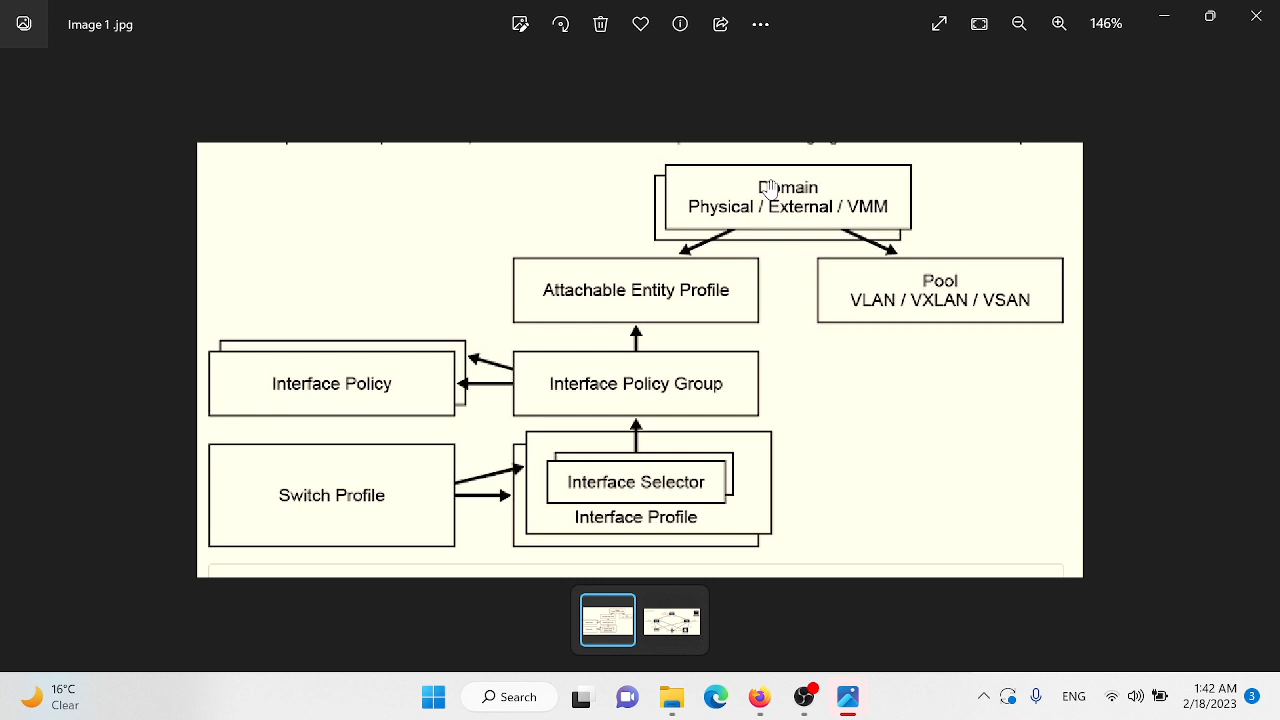 Image 1 .jpg
146%
Domain
Physical / External / VMM
Attachable Entity Profile
Pool
VLAN / VXLAN / VSAN
Interface Policy
Interface Policy Group
Switch Profile
Interface Selector
Interface Profile
16°C
Clear
Search
ENG
1:42 AM
2/18/2023
3